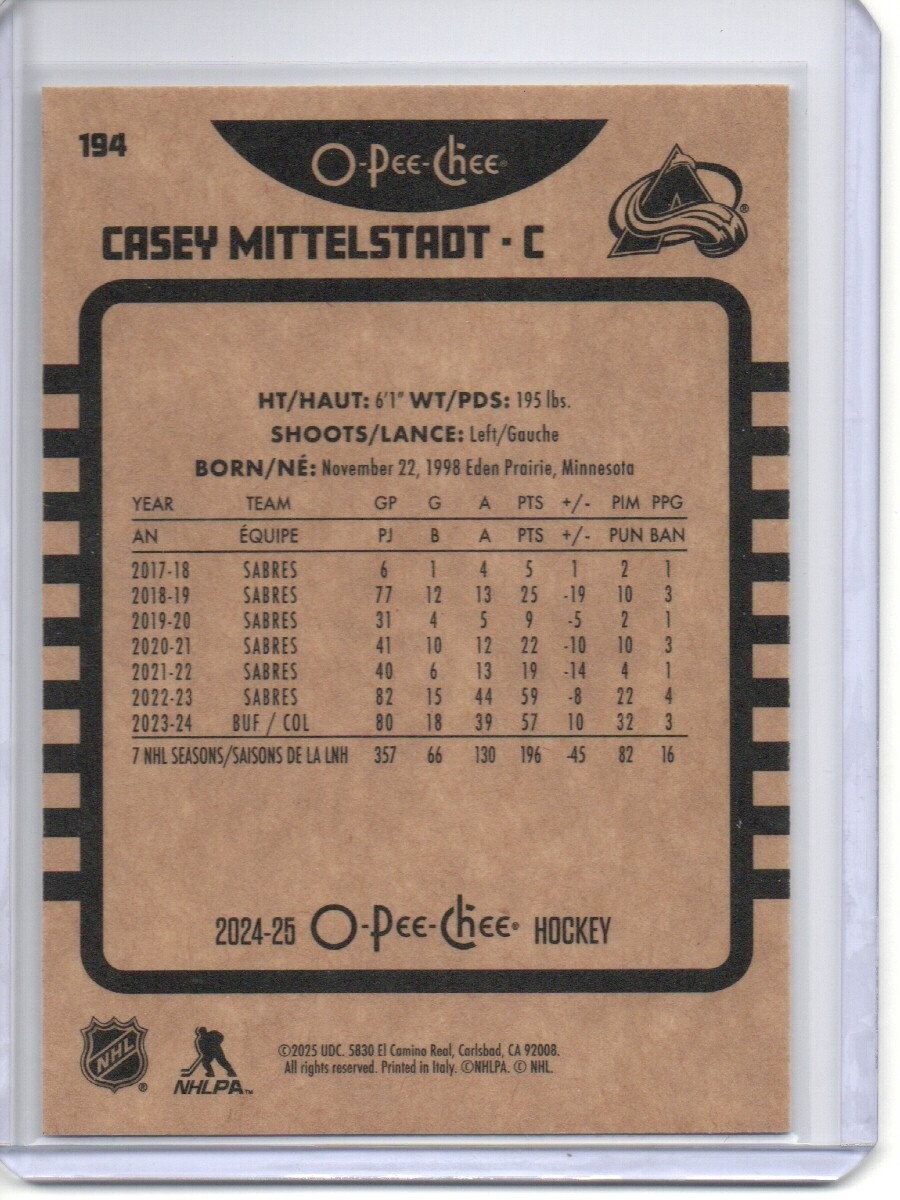 194
O-Pee-Chee®
CASEY MITTELSTADT - C
HT/HAUT: 6'1" WT/PDS: 195 lbs.
SHOOTS/LANCE: Left/Gauche
BORN/NÉ: November 22, 1998 Eden Prairie, Minnesota
YEAR TEAM GP G A PTS +/- PIM PPG
AN ÉQUIPE PJ B A PTS +/- PUN BAN
2017-18 SABRES 6 1 4 5 1 2 1
2018-19 SABRES 77 12 13 25 -19 10 3
2019-20 SABRES 31 4 5 9 -5 2 1
2020-21 SABRES 41 10 12 22 -10 10 3
2021-22 SABRES 40 6 13 19 -14 4 1
2022-23 SABRES 82 15 44 59 -8 22 4
2023-24 BUF / COL 80 18 39 57 10 32 3
7 NHL SEASONS/SAISONS DE LA LNH 357 66 130 196 -45 82 16
2024-25 O-Pee-Chee® HOCKEY
NHL®
NHLPA™
©2025 UDC. 5830 El Camino Real, Carlsbad, CA 92008.
All rights reserved. Printed in Italy. ©NHLPA. © NHL.